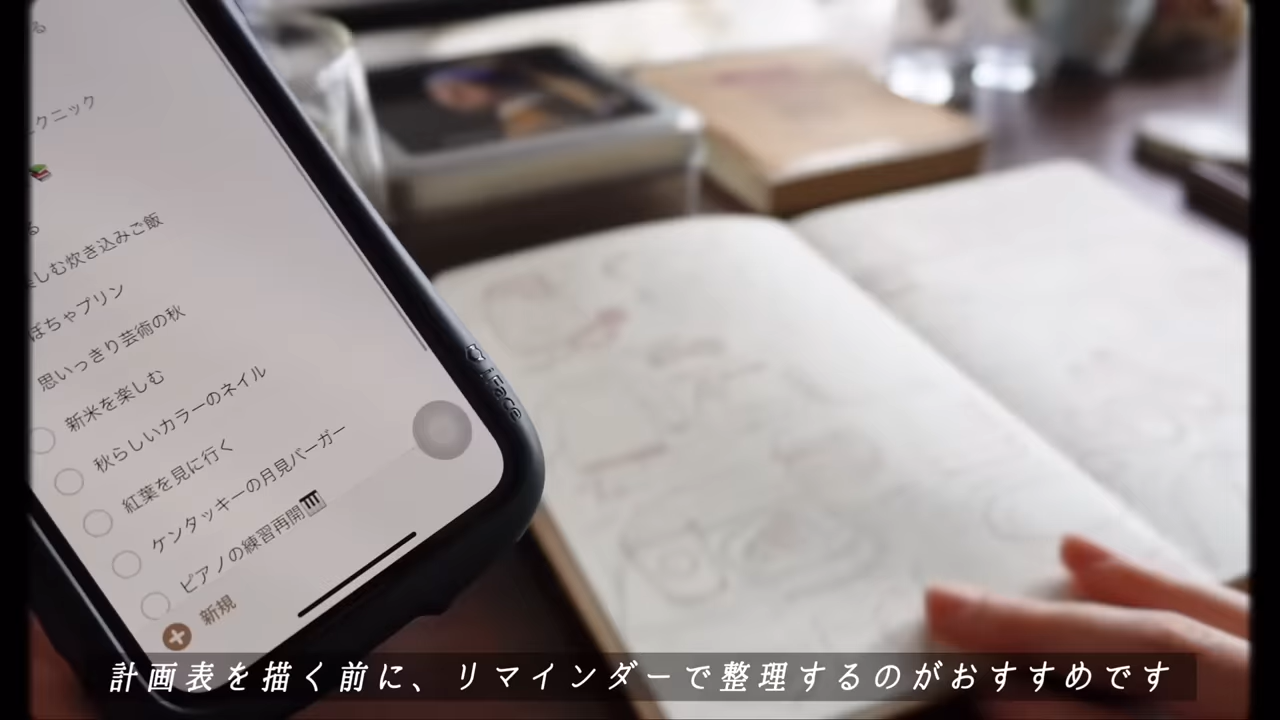 る
クニック
る
しむ炊き込みご飯
ぼちゃプリン
思いっきり芸術の秋
新米を楽しむ
秋らしいカラーのネイル
紅葉を見に行く
ケンタッキーの月見バーガー
ピアノの練習再開🎹
新規
iFace
計画表を描く前に、リマインダーで整理するのがおすすめです